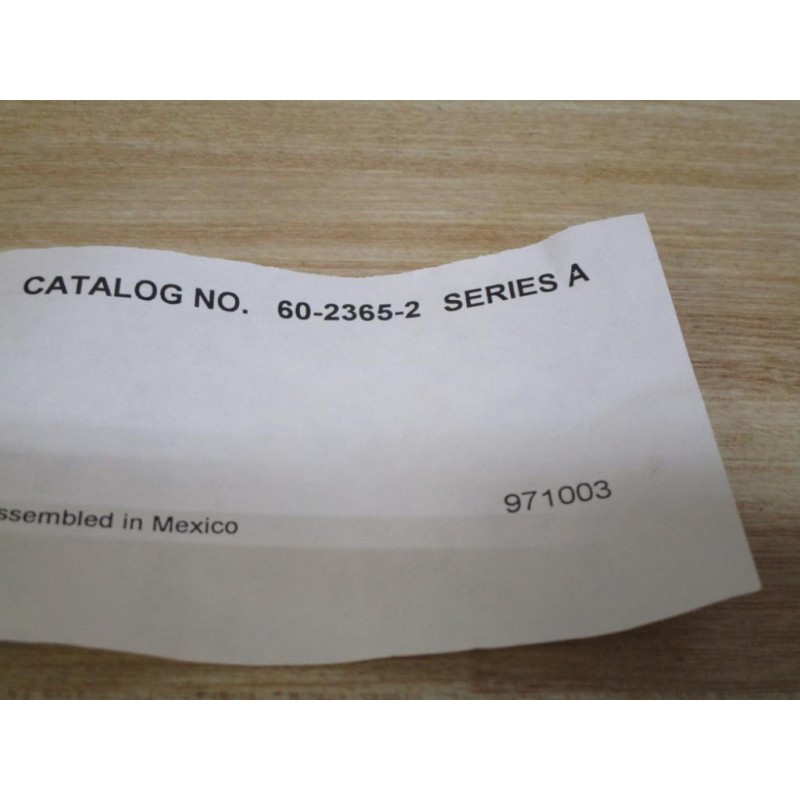 CATALOG NO. 60-2365-2 SERIES A
971003
ssembled in Mexico